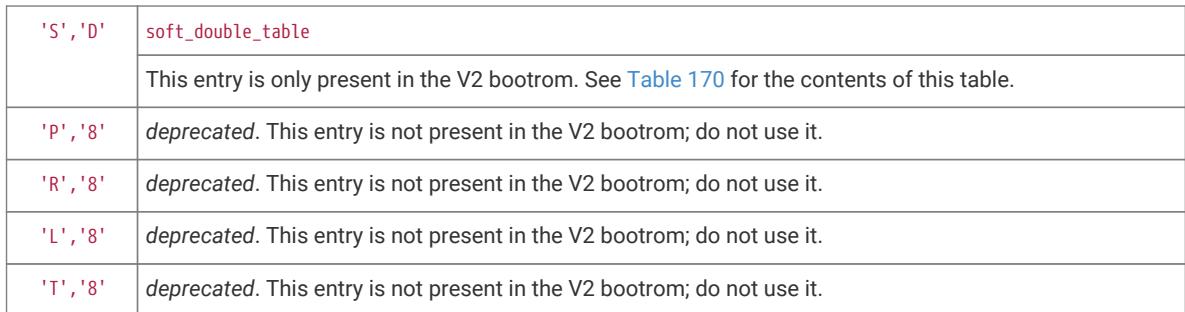 'S','D' soft_double_table
This entry is only present in the V2 bootrom. See Table 170 for the contents of this table.
'P','8' deprecated. This entry is not present in the V2 bootrom; do not use it.
'R','8' deprecated. This entry is not present in the V2 bootrom; do not use it.
'L','8' deprecated. This entry is not present in the V2 bootrom; do not use it.
'T','8' deprecated. This entry is not present in the V2 bootrom; do not use it.